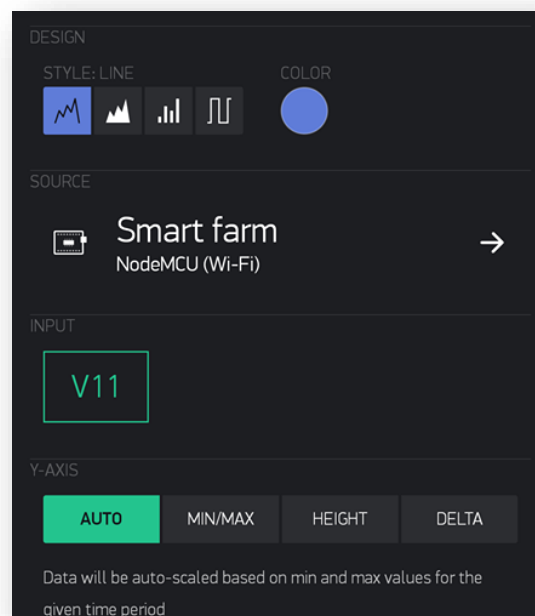 DESIGN
STYLE: LINE COLOR
SOURCE
Smart farm
NodeMCU (Wi-Fi)
INPUT
V11
Y-AXIS
AUTO MIN/MAX HEIGHT DELTA
Data will be auto-scaled based on min and max values for the
given time period